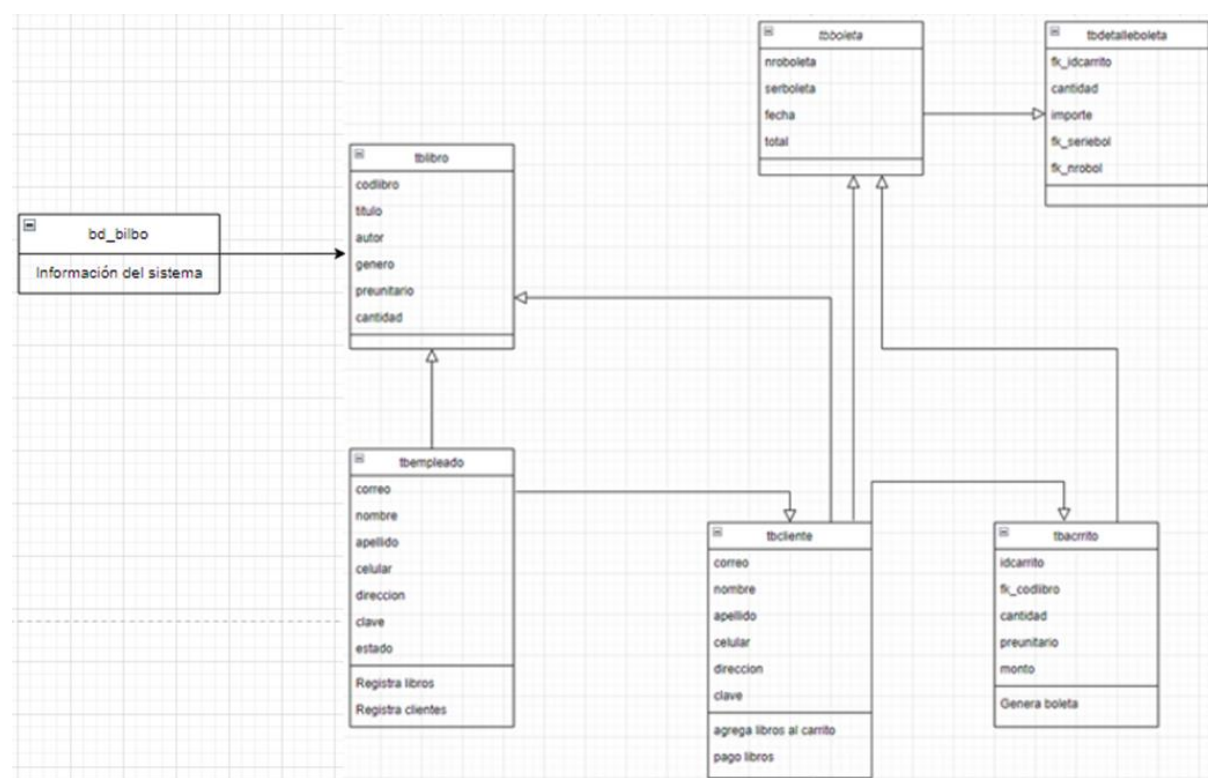 bd_bilbo
Información del sistema
tblibro
codlibro
titulo
autor
genero
preunitario
cantidad
tbempleado
correo
nombre
apellido
celular
direccion
clave
estado
Registra libros
Registra clientes
tbboleta
nroboleta
serboleta
fecha
total
tbdetalleboleta
fk_idcarrito
cantidad
importe
fk_seriebol
fk_nrobol
tbcliente
correo
nombre
apellido
celular
direccion
clave
agrega libros al carrito
pago libros
tbacrrito
idcarrito
fk_codlibro
cantidad
preunitario
monto
Genera boleta